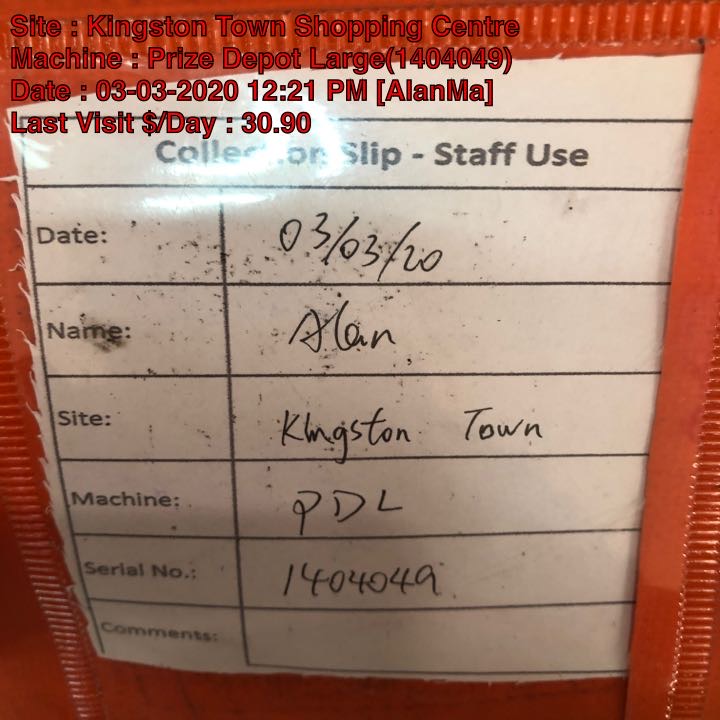 Site : Kingston Town Shopping Centre
Machine : Prize Depot Large(1404049)
Date : 03-03-2020 12:21 PM [AlanMa]
Last Visit $/Day : 30.90
Collection Slip - Staff Use
Date: 03/03/20
Name: Alan
Site: Kingston Town
Machine: PDL
Serial No.: 1404049
Comments: